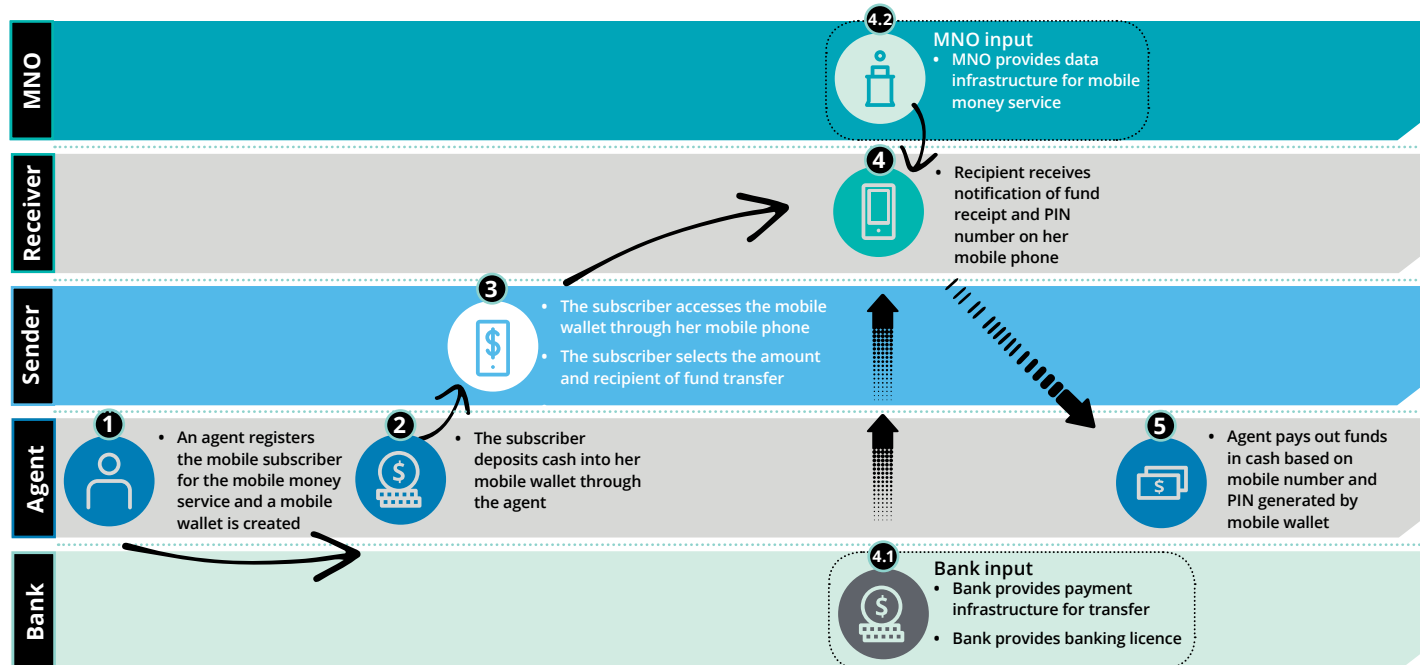 MNO
4.2
MNO input
• MNO provides data
infrastructure for mobile
money service
Receiver
4
• Recipient receives
notification of fund
receipt and PIN
number on her
mobile phone
Sender
3
$
• The subscriber accesses the mobile
wallet through her mobile phone
• The subscriber selects the amount
and recipient of fund transfer
Agent
1
• An agent registers
the mobile subscriber
for the mobile money
service and a mobile
wallet is created
2
$
• The subscriber
deposits cash into her
mobile wallet through
the agent
5
$
• Agent pays out funds
in cash based on
mobile number and
PIN generated by
mobile wallet
Bank
4.1
$
Bank input
• Bank provides payment
infrastructure for transfer
• Bank provides banking licence